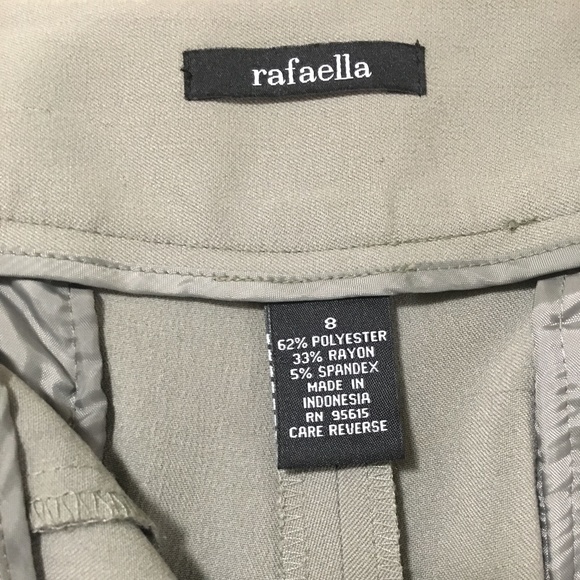 rafaella
8
62% POLYESTER
33% RAYON
5% SPANDEX
MADE IN
INDONESIA
RN 95615
CARE REVERSE